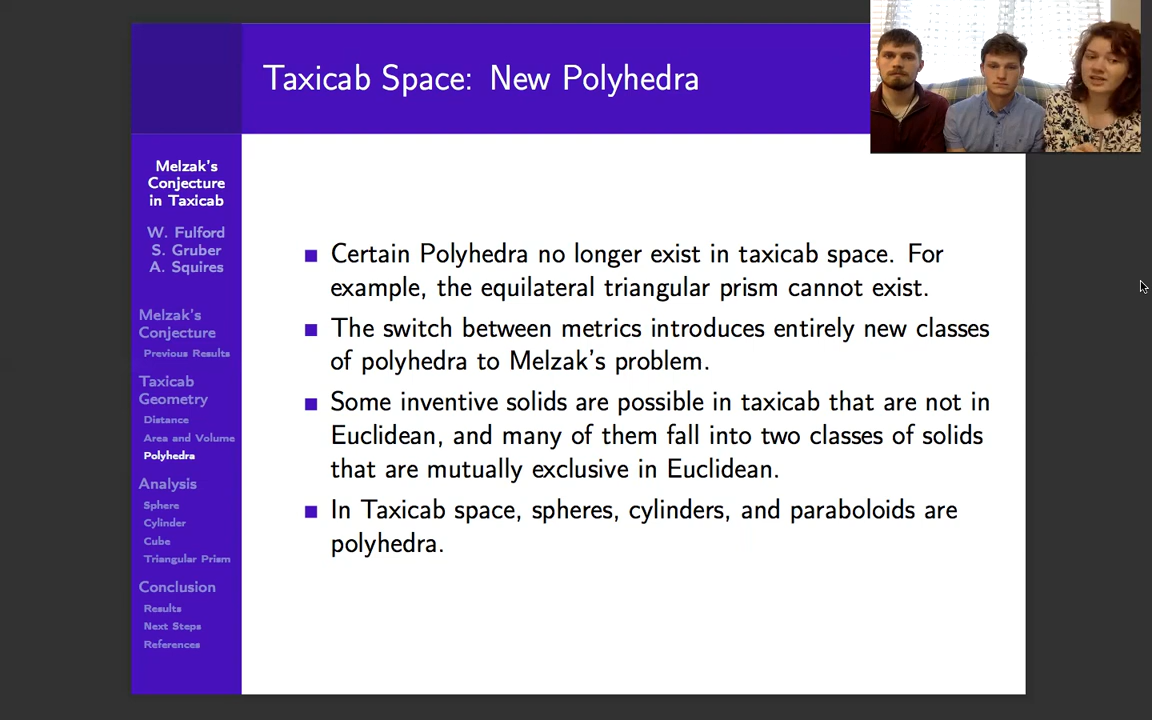 Taxicab Space: New Polyhedra
Melzak's
Conjecture
in Taxicab
W. Fulford
S. Gruber
A. Squires
Melzak's
Conjecture
Previous Results
Taxicab
Geometry
Distance
Area and Volume
Polyhedra
Analysis
Sphere
Cylinder
Cube
Triangular Prism
Conclusion
Results
Next Steps
References
Certain Polyhedra no longer exist in taxicab space. For
example, the equilateral triangular prism cannot exist.
The switch between metrics introduces entirely new classes
of polyhedra to Melzak's problem.
Some inventive solids are possible in taxicab that are not in
Euclidean, and many of them fall into two classes of solids
that are mutually exclusive in Euclidean.
In Taxicab space, spheres, cylinders, and paraboloids are
polyhedra.